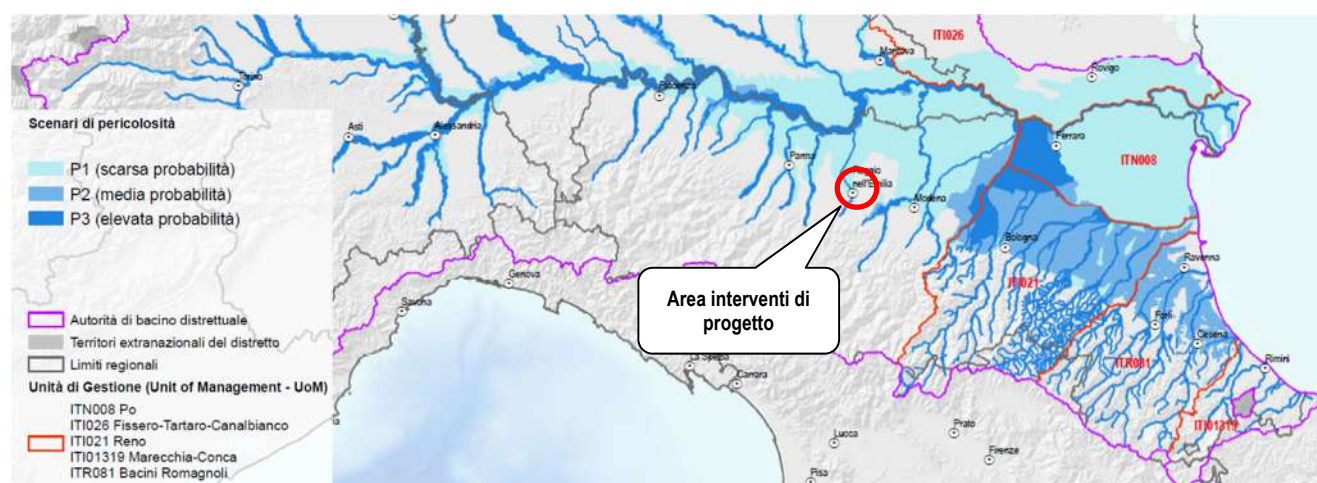 Scenari di pericolosità
P1 (scarsa probabilità)
P2 (media probabilità)
P3 (elevata probabilità)
Autorità di bacino distrettuale
Territori extranazionali del distretto
Limiti regionali
Unità di Gestione (Unit of Management - UoM)
ITN008 Po
ITI026 Fissero-Tartaro-Canalbianco
ITI021 Reno
ITI01319 Marecchia-Conca
ITR081 Bacini Romagnoli
Torino
Asti
Alessandria
Piacenza
Genova
Savona
Parma
Reggio
nell'Emilia
Modena
Mantova
ITI026
Rovigo
Ferrara
ITN008
Bologna
Ravenna
ITI021
Forlì
Cesena
Rimini
ITR081
ITI01319
La Spezia
Carrara
Lucca
Pisa
Prato
Firenze
Area interventi di
progetto